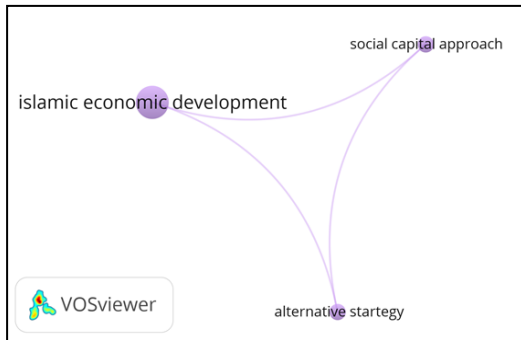 social capital approach
islamic economic development
VOSviewer
alternative startegy